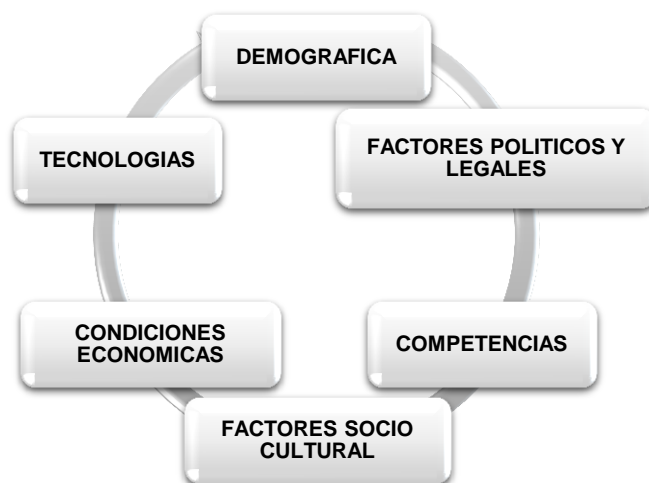 DEMOGRAFICA
FACTORES POLITICOS Y
LEGALES
COMPETENCIAS
FACTORES SOCIO
CULTURAL
CONDICIONES
ECONOMICAS
TECNOLOGIAS